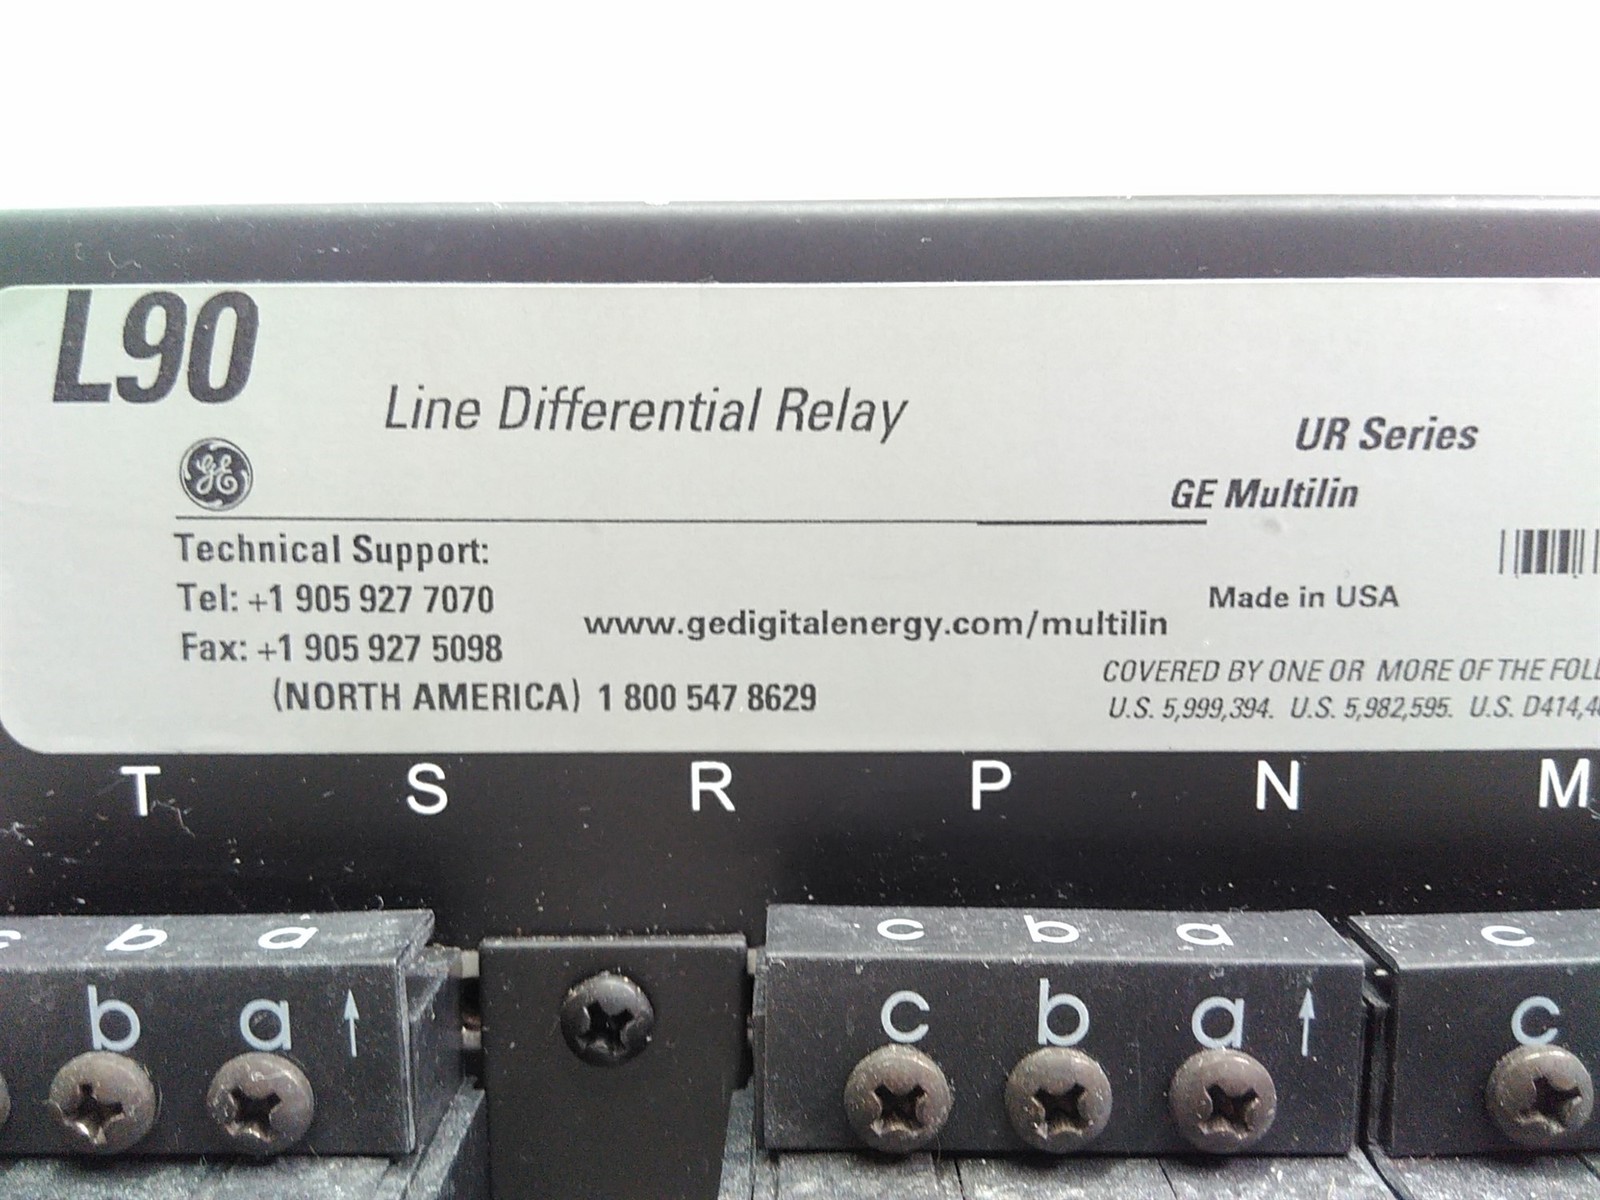 L90
Line Differential Relay
UR Series
GE
GE Multilin
Technical Support:
Tel: +1 905 927 7070
Made in USA
www.gedigitalenergy.com/multilin
Fax: +1 905 927 5098
COVERED BY ONE OR MORE OF THE
(NORTH AMERICA) 1 800 547 8629
U.S. 5,999,394. U.S. 5,982,595. U.S.
T S R P N M
c b a c b a c
b a c b a c